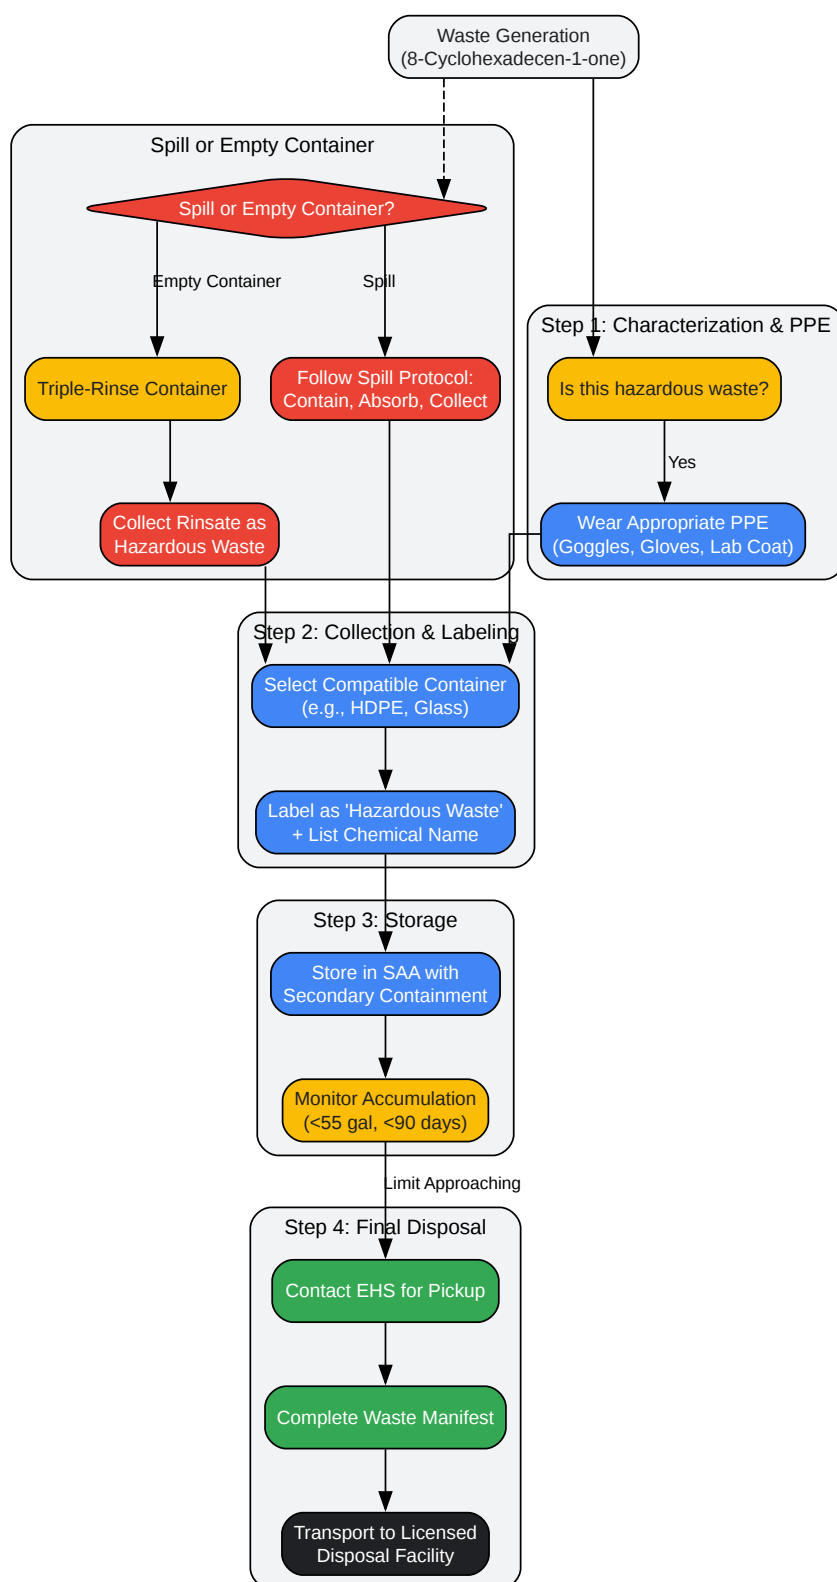 Waste Generation
(8-Cyclohexadecen-1-one)
Spill or Empty Container
Spill or Empty Container?
Empty Container
Spill
Step 1: Characterization & PPE
Triple-Rinse Container
Follow Spill Protocol:
Contain, Absorb, Collect
Is this hazardous waste?
Yes
Collect Rinsate as
Hazardous Waste
Wear Appropriate PPE
(Goggles, Gloves, Lab Coat)
Step 2: Collection & Labeling
Select Compatible Container
(e.g., HDPE, Glass)
Label as 'Hazardous Waste'
+ List Chemical Name
Step 3: Storage
Store in SAA with
Secondary Containment
Monitor Accumulation
(<55 gal, <90 days)
Limit Approaching
Step 4: Final Disposal
Contact EHS for Pickup
Complete Waste Manifest
Transport to Licensed
Disposal Facility